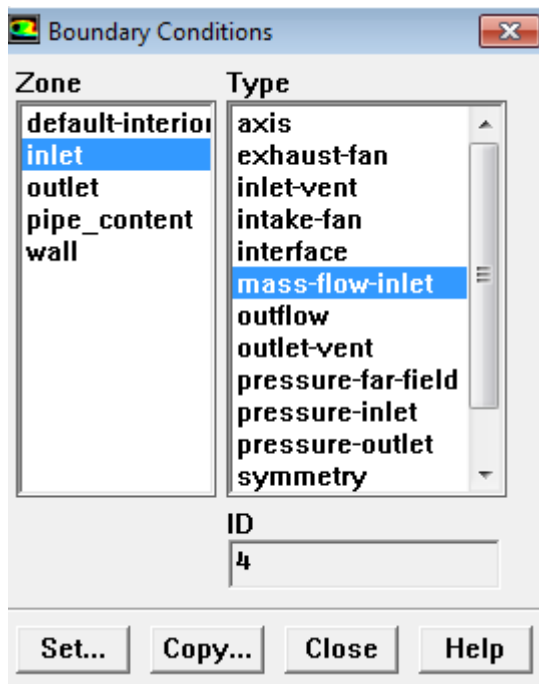 Boundary Conditions
Zone
default-interior
inlet
outlet
pipe_content
wall
Type
axis
exhaust-fan
inlet-vent
intake-fan
interface
mass-flow-inlet
outflow
outlet-vent
pressure-far-field
pressure-inlet
pressure-outlet
symmetry
ID
4
Set... Copy... Close Help